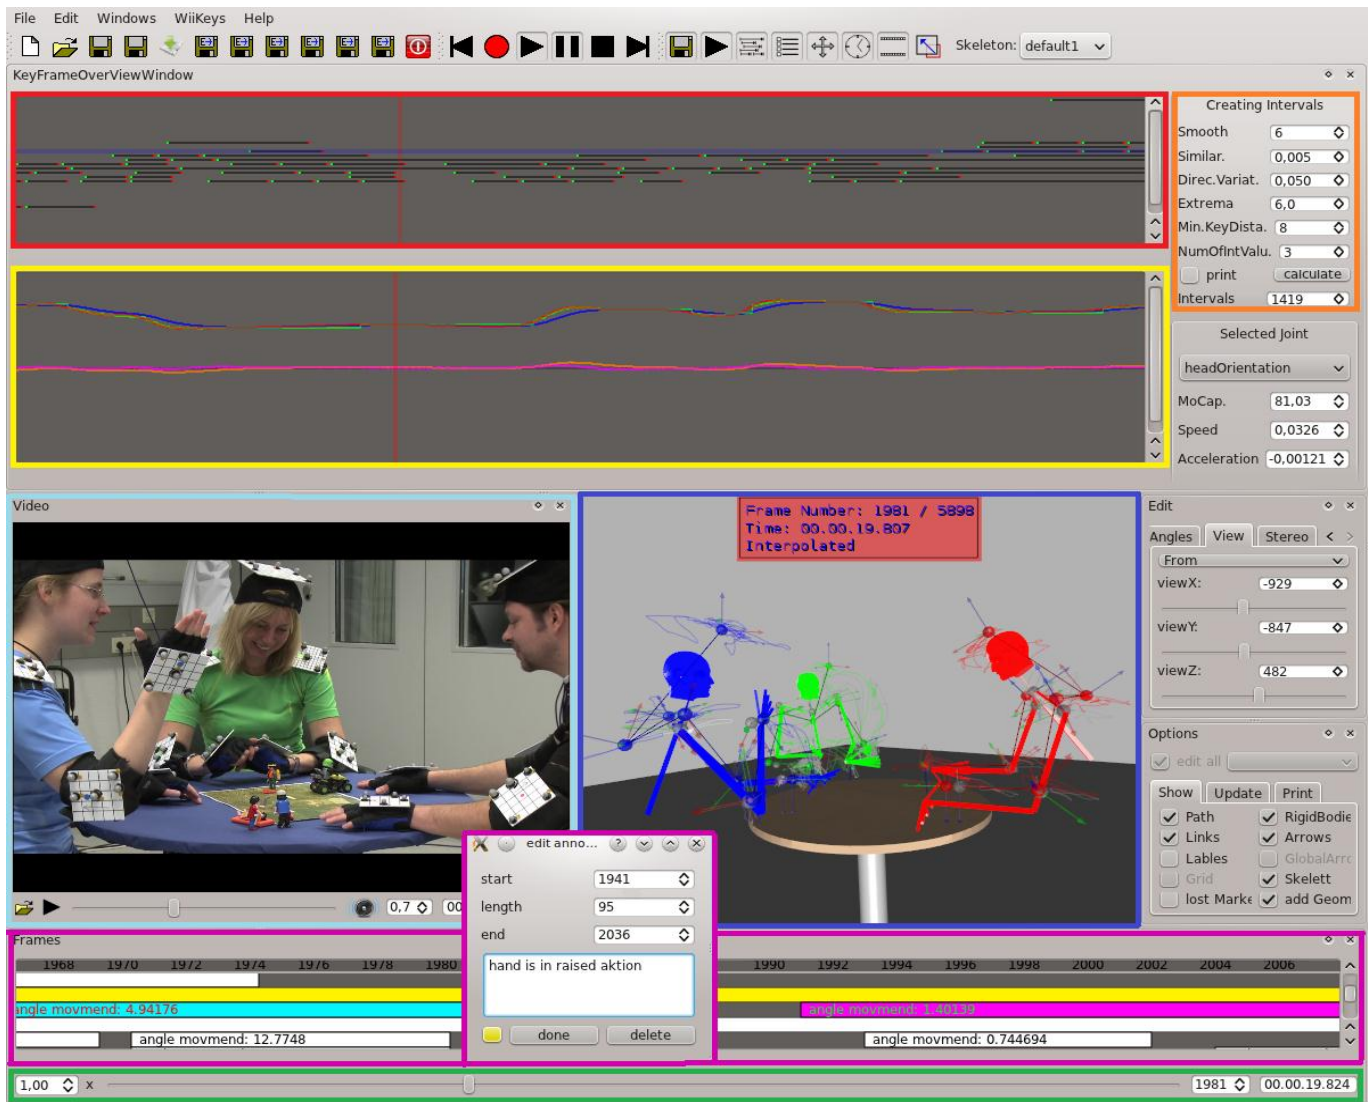 File Edit Windows WiiKeys Help
Skeleton: default1
KeyFrameOverViewWindow
Creating Intervals
Smooth 6
Similar. 0,005
Direc.Variat. 0,050
Extrema 6,0
Min.KeyDista. 8
NumOfIntValu. 3
print calculate
Intervals 1419
Selected Joint
headOrientation
MoCap. 81,03
Speed 0,0326
Acceleration -0,00121
Video
Frame Number: 1981 / 5898
Time: 00.00.19.807
Interpolated
Edit
Angles View Stereo < >
From
viewX: -929
viewY: -847
viewZ: 482
Options
edit all
Show Update Print
Path RigidBodie
Links Arrows
Lables GlobalArrc
Grid Skelett
lost Marke add Geom
0,7 00
edit anno...
start 1941
length 95
end 2036
hand is in raised aktion
done delete
Frames
1968 1970 1972 1974 1976 1978 1980 1990 1992 1994 1996 1998 2000 2002 2004 2006
angle movmend: 4.94176 angle movmend: 1.40139
angle movmend: 12.7748 angle movmend: 0.744694
1,00 x 1981 00.00.19.824